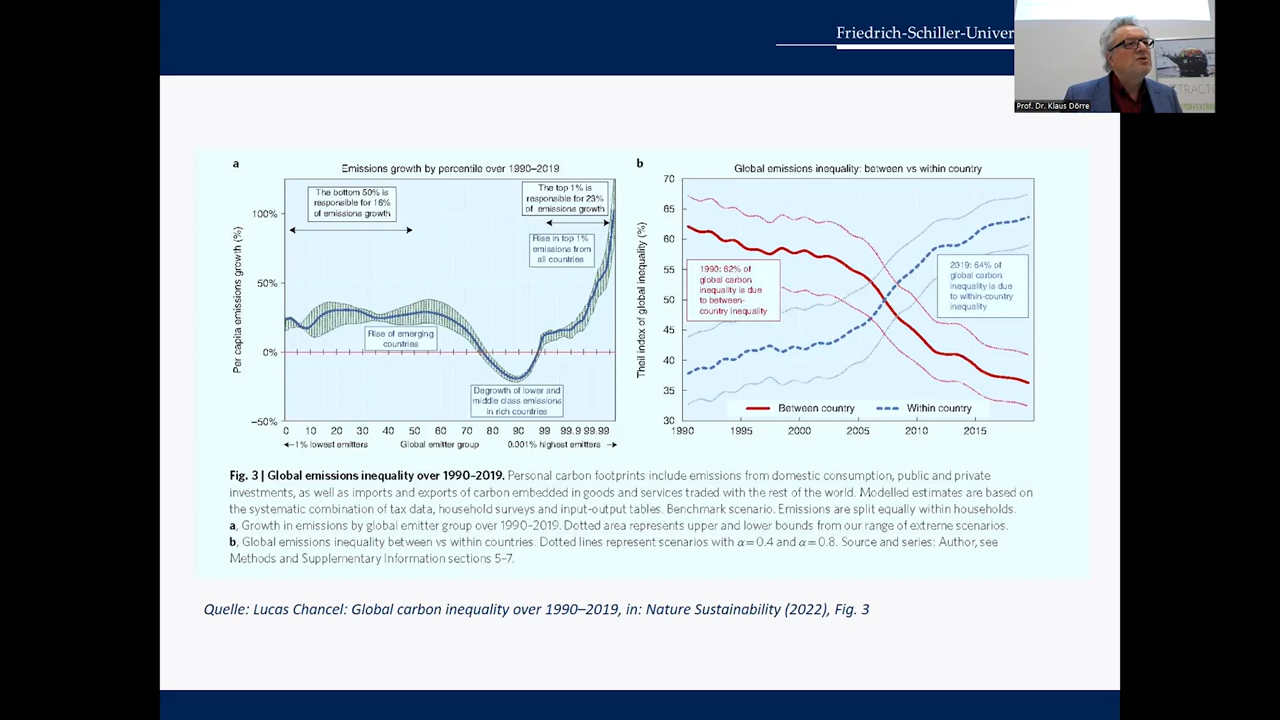 Friedrich-Schiller-Univer
Prof. Dr. Klaus Dörre
a
Emissions growth by percentile over 1990–2019
Per capita emissions growth (%)
100%
50%
0%
−50%
The bottom 50% is
responsible for 16%
of emissions growth
The top 1% is
responsible for 23%
of emissions growth
Rise in top 1%
emissions from
all countries
Rise of emerging
countries
Degrowth of lower and
middle class emissions
in rich countries
0 10 20 30 40 50 60 70 80 90 99 99.9 99.99
1% lowest emitters Global emitter group 0.001% highest emitters
b
Global emissions inequality: between vs within country
Theil index of global inequality (%)
70
65
60
55
50
45
40
35
30
1990: 62% of
global carbon
inequality is due
to between-
country inequality
2019: 64% of
global carbon
inequality is due
to within-country
inequality
Between country Within country
1990 1995 2000 2005 2010 2015
Fig. 3 | Global emissions inequality over 1990–2019. Personal carbon footprints include emissions from domestic consumption, public and private
investments, as well as imports and exports of carbon embedded in goods and services traded with the rest of the world. Modelled estimates are based on
the systematic combination of tax data, household surveys and input-output tables. Benchmark scenario. Emissions are split equally within households.
a, Growth in emissions by global emitter group over 1990–2019. Dotted area represents upper and lower bounds from our range of extreme scenarios.
b, Global emissions inequality between vs within countries. Dotted lines represent scenarios with α = 0.4 and α = 0.8. Source and series: Author, see
Methods and Supplementary Information sections 5–7.
Quelle: Lucas Chancel: Global carbon inequality over 1990–2019, in: Nature Sustainability (2022), Fig. 3